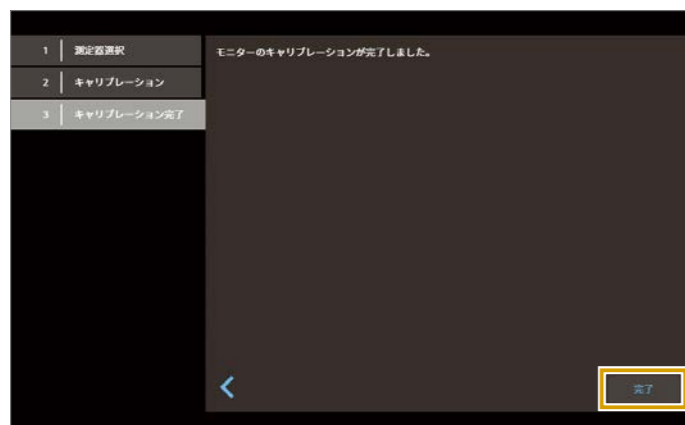 1 測定器選択
2 キャリブレーション
3 キャリブレーション完了
モニターのキャリブレーションが完了しました。
完了